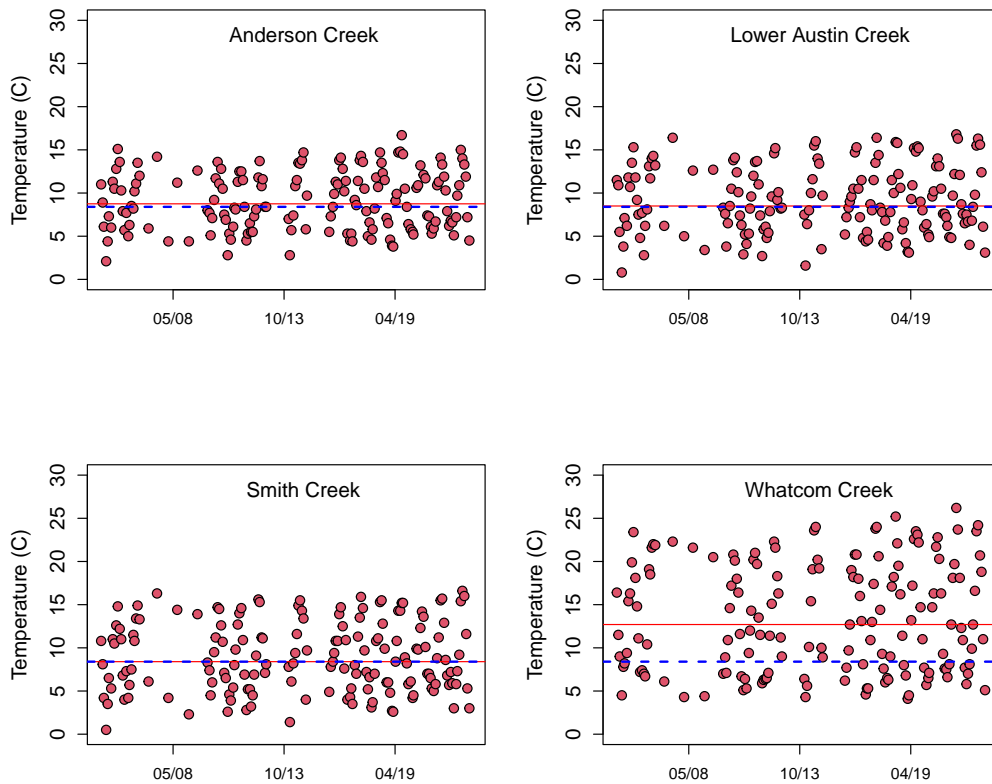 Anderson Creek
Temperature (C)
30
25
20
15
10
5
0
05/08 10/13 04/19
Lower Austin Creek
Temperature (C)
30
25
20
15
10
5
0
05/08 10/13 04/19
Smith Creek
Temperature (C)
30
25
20
15
10
5
0
05/08 10/13 04/19
Whatcom Creek
Temperature (C)
30
25
20
15
10
5
0
05/08 10/13 04/19